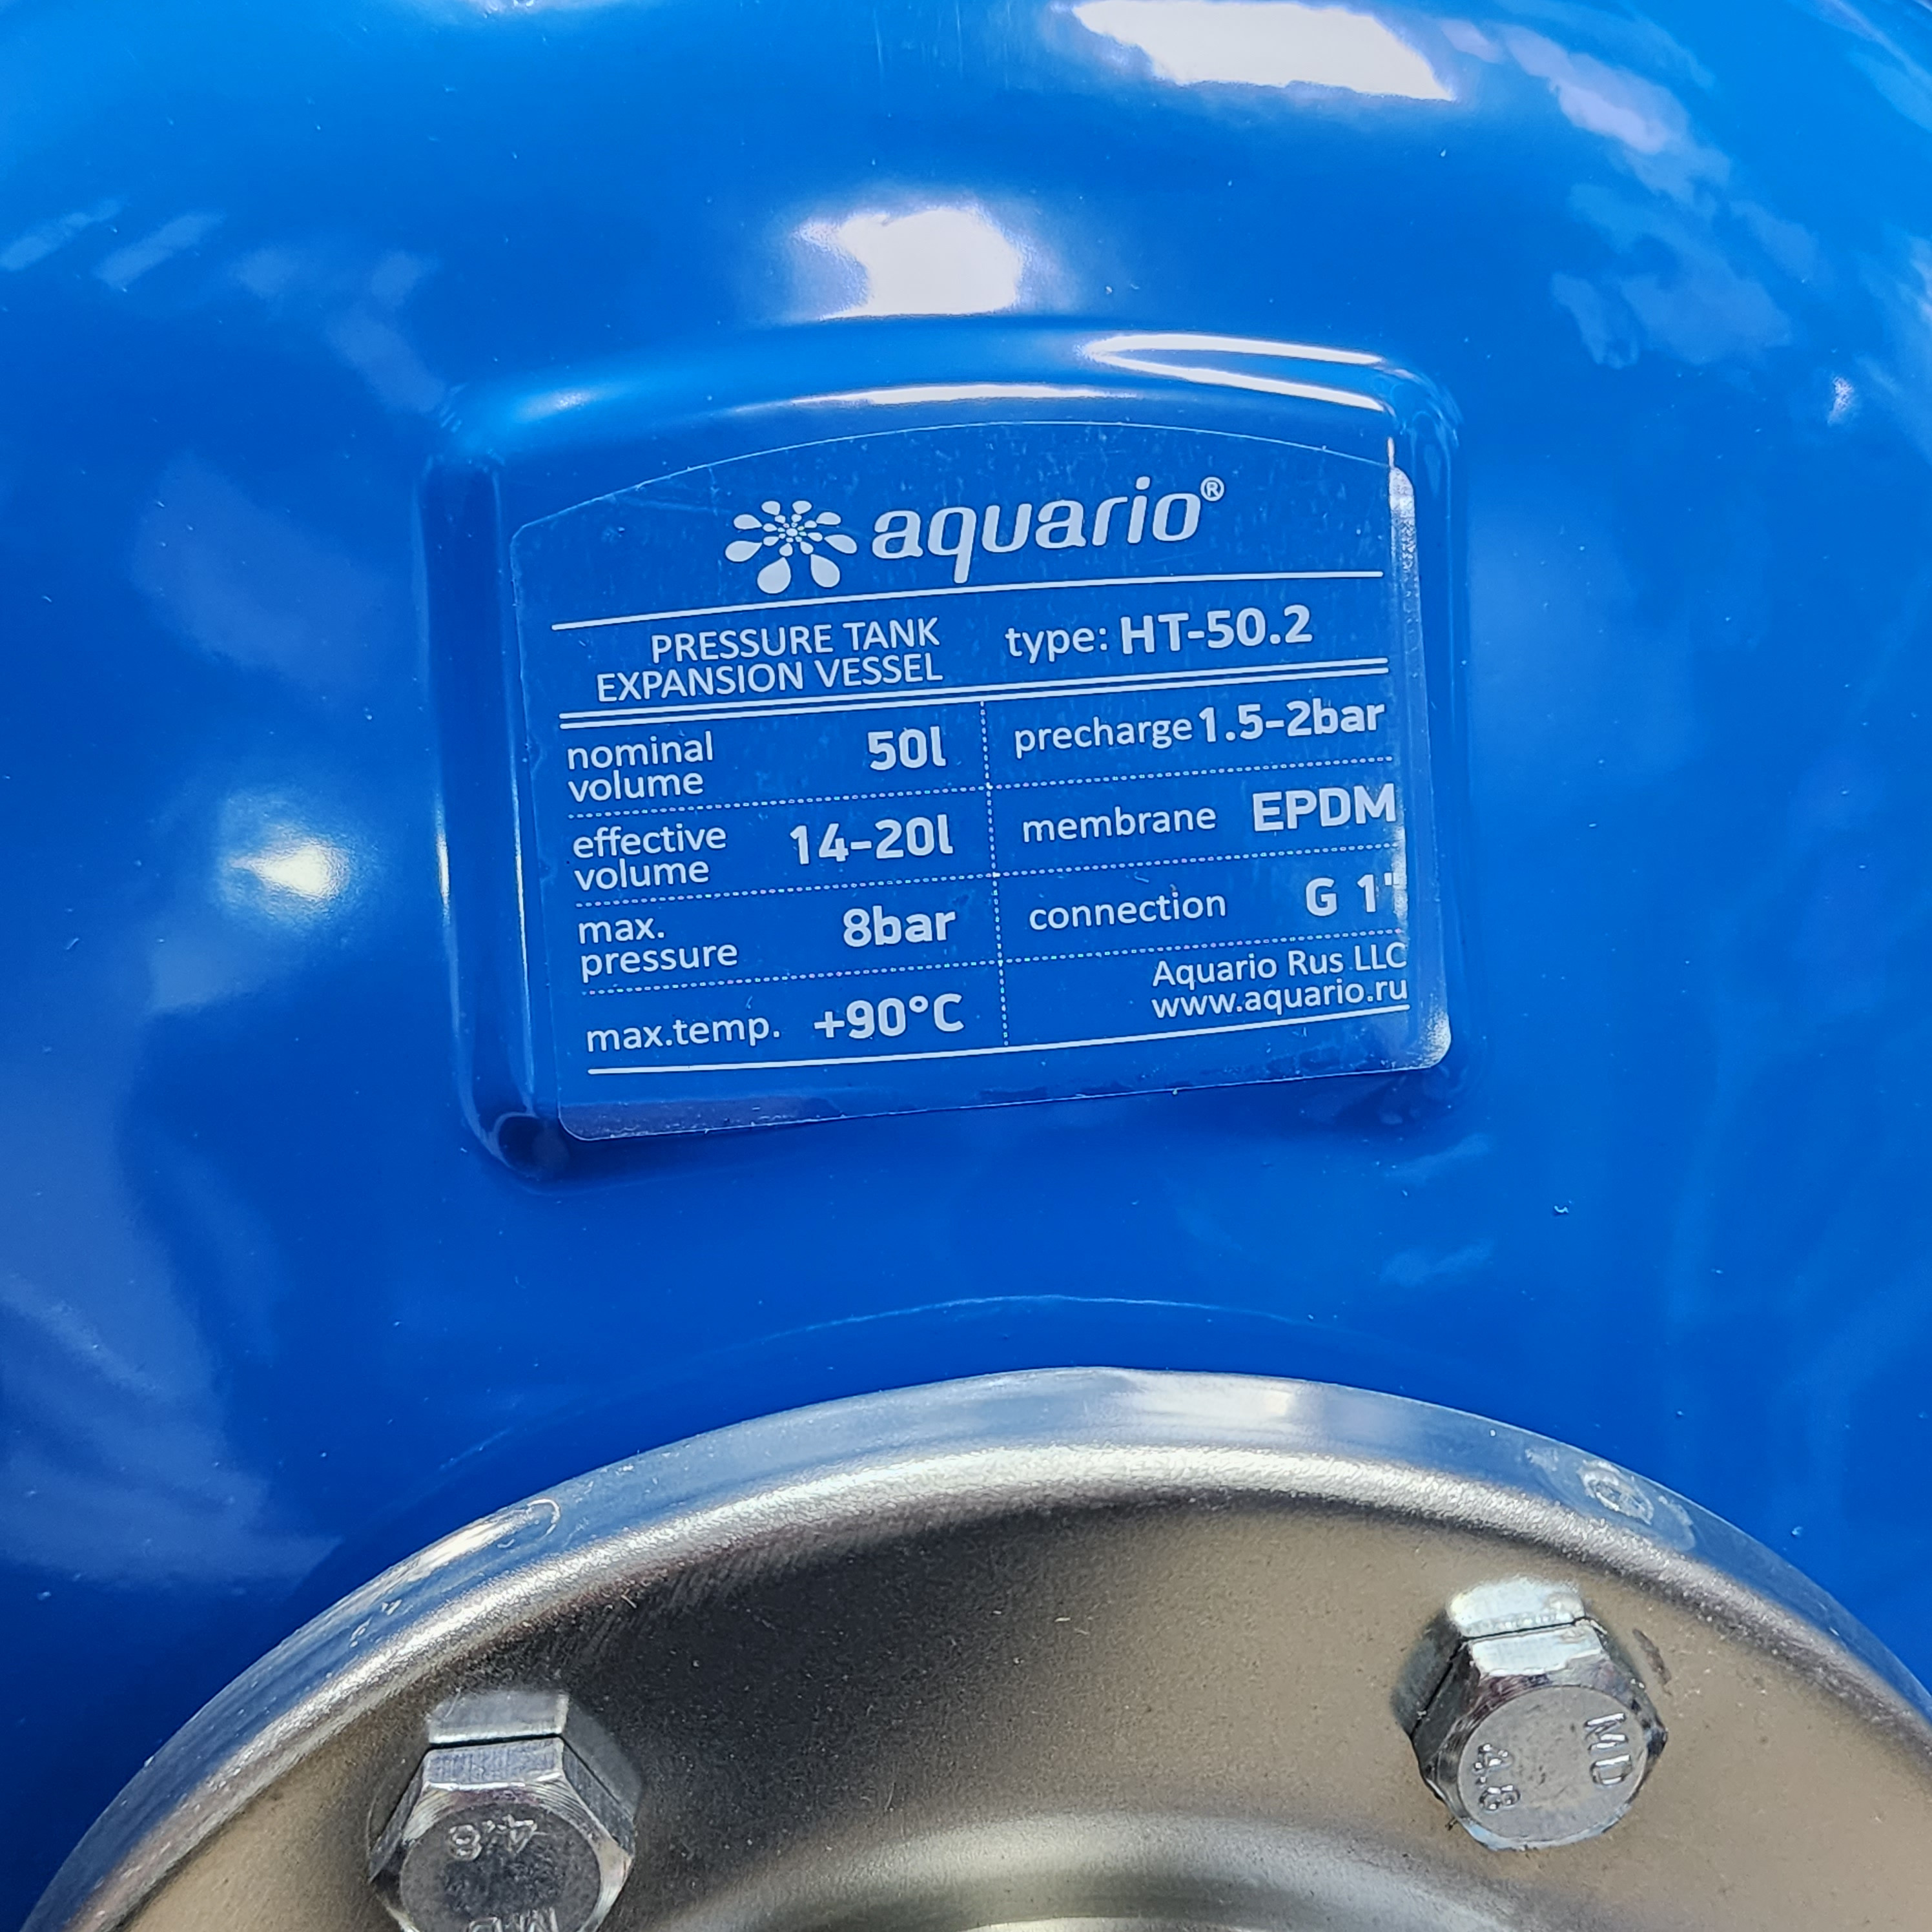 aquario®
PRESSURE TANK
EXPANSION VESSEL
type: HT-50.2
nominal
volume
50l
precharge 1.5-2bar
effective
volume
14-20l
membrane EPDM
max.
pressure
8bar
connection G 1"
max.temp. +90°C
Aquario Rus LLC
www.aquario.ru
MD
4.8
4.8
MD